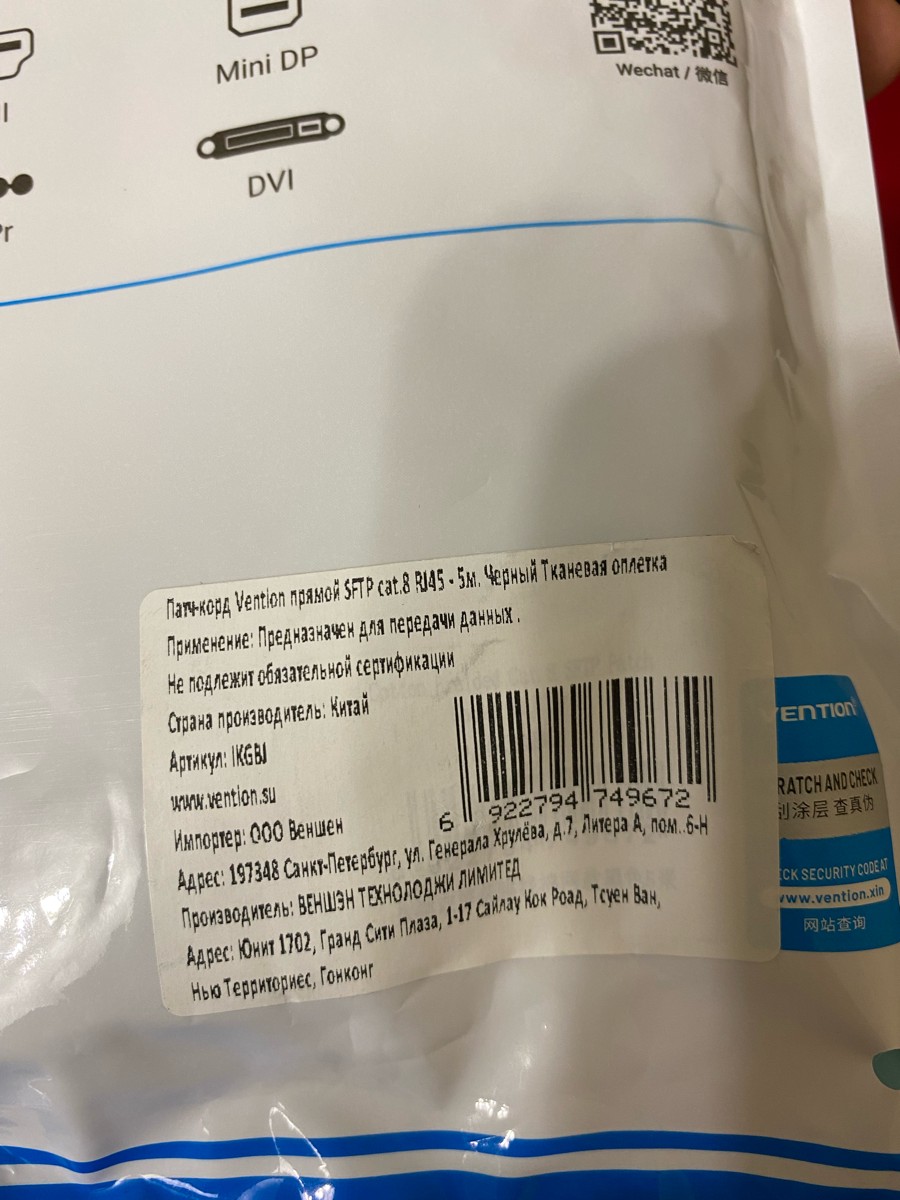 Mini DP
Wechat / 微信
DVI
Патч-корд Vention прямой SFTP cat.8 RJ45 - 5м. Черный Тканевая оплетка
Применение: Предназначен для передачи данных .
Не подлежит обязательной сертификации
Страна производитель: Китай
Артикул: IKGBJ
www.vention.su
Импортер: ООО Веншен
6 922794 749672
Адрес: 197348 Санкт-Петербург, ул. Генерала Хрулёва, д.7, Литера А, пом..6-Н
Производитель: ВЕНШЭН ТЕХНОЛОДЖИ ЛИМИТЕД
Адрес: Юнит 1702, Гранд Сити Плаза, 1-17 Сайлау Кок Роад, Тсуен Ван,
Нью Территориес, Гонконг
VENTION
RATCH AND CHECK
刮涂层 查真伪
CK SECURITY CODE AT
www.vention.xin
网站查询